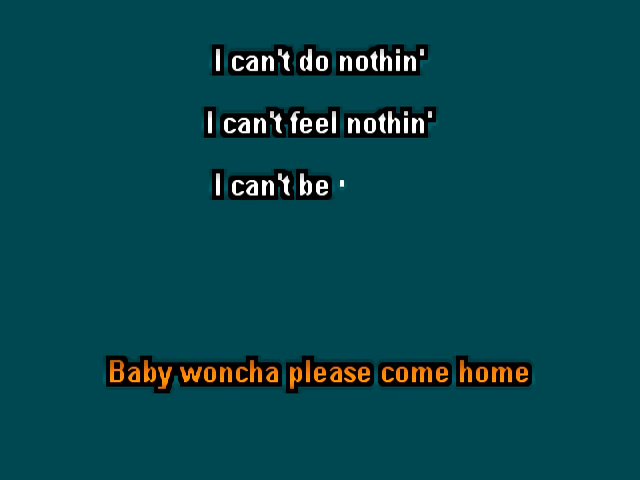 I can't do nothin'
I can't feel nothin'
I can't be
Baby woncha please come home